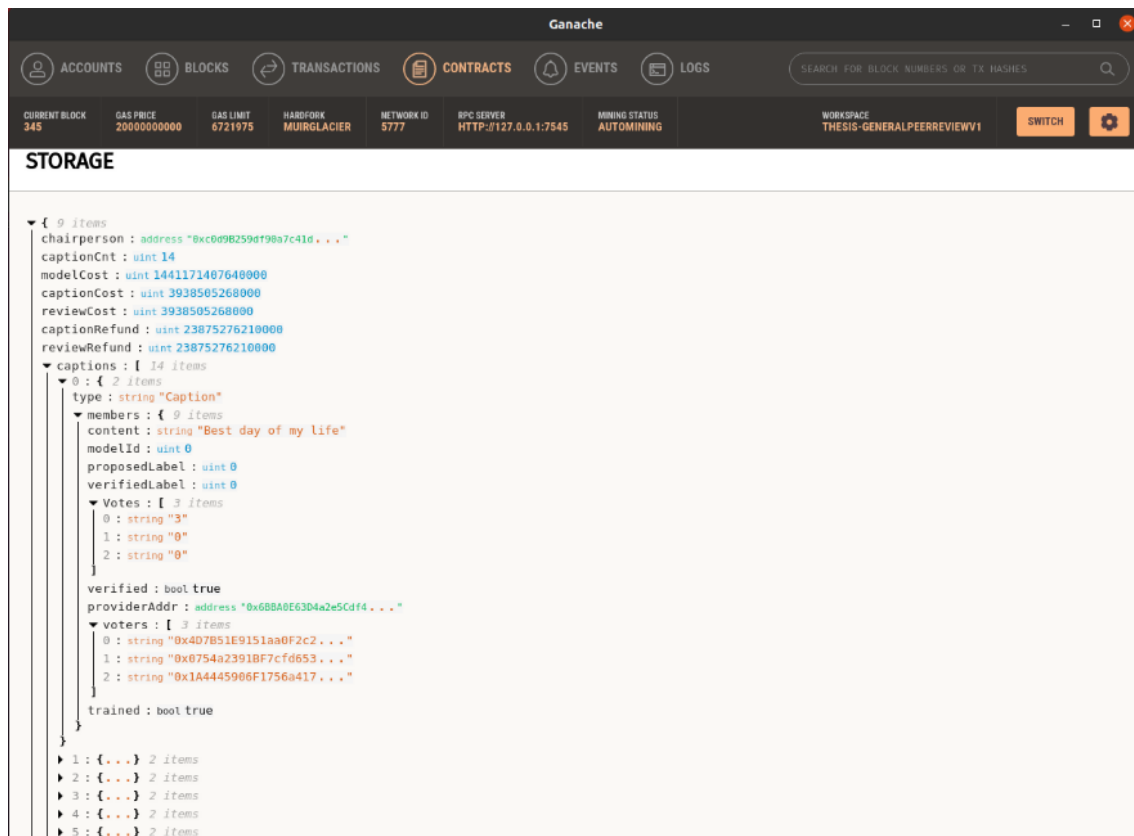 Ganache
ACCOUNTS BLOCKS TRANSACTIONS CONTRACTS EVENTS LOGS SEARCH FOR BLOCK NUMBERS OR TX HASHES
CURRENT BLOCK GAS PRICE GAS LIMIT HARDFORK NETWORK ID RPC SERVER MINING STATUS WORKSPACE
345 20000000000 6721975 MUIRGLACIER 5777 HTTP://127.0.0.1:7545 AUTOMINING THESIS-GENERALPEERREVIEWV1 SWITCH
STORAGE
{ 9 items
chairperson : address "0xc0d9B259df90a7c41d..."
captionCnt : uint 14
modelCost : uint 1441171407640000
captionCost : uint 3938505268000
reviewCost : uint 3938505268000
captionRefund : uint 23875276210000
reviewRefund : uint 23875276210000
captions : [ 14 items
0 : { 2 items
type : string "Caption"
members : { 9 items
content : string "Best day of my life"
modelId : uint 0
proposedLabel : uint 0
verifiedLabel : uint 0
Votes : [ 3 items
0 : string "3"
1 : string "0"
2 : string "0"
]
verified : bool true
providerAddr : address "0x6BBA0E63D4a2e5Cdf4..."
voters : [ 3 items
0 : string "0x4D7B51E9151aa0F2c2..."
1 : string "0x0754a2391BF7cfd653..."
2 : string "0x1A4445906F1756a417..."
]
trained : bool true
}
}
1 : {...} 2 items
2 : {...} 2 items
3 : {...} 2 items
4 : {...} 2 items
5 : {...} 2 items